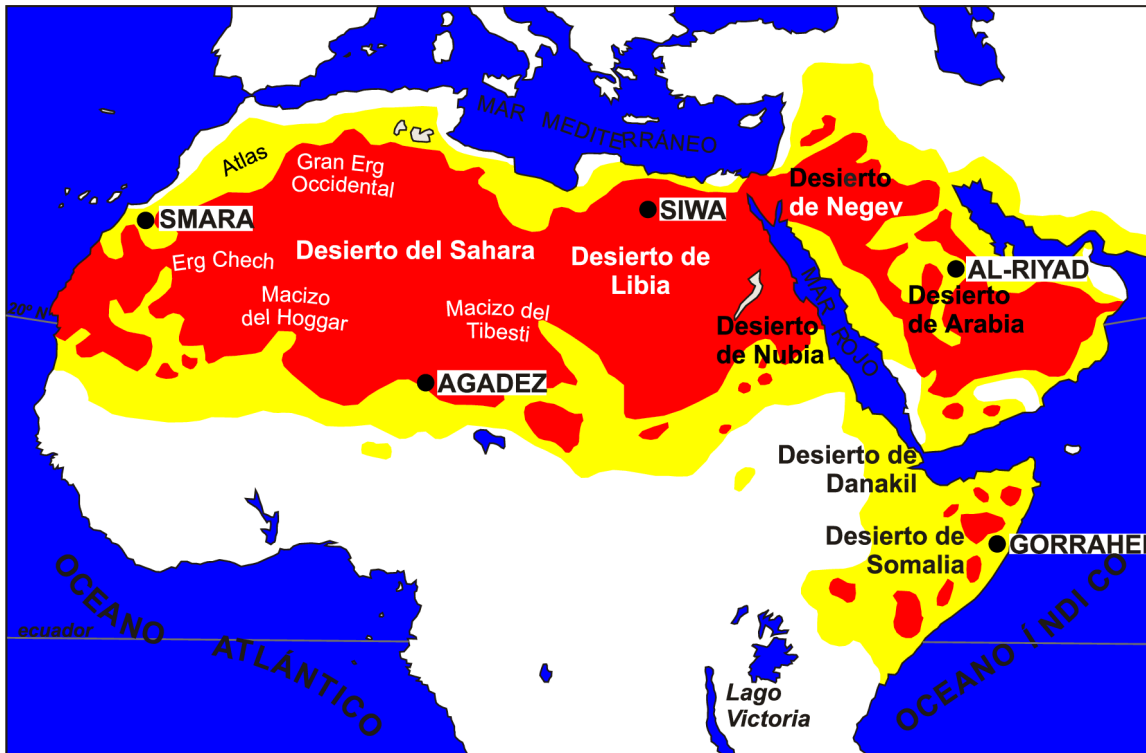 MAR MEDITERRÁNEO
Atlas
Gran Erg
Occidental
Desierto
de Negev
SMARA
SIWA
Desierto del Sahara
Desierto de
Libia
Erg Chech
AL-RIYAD
Macizo
del Hoggar
Macizo del
Tibesti
MAR ROJO
Desierto
de Arabia
20° N
Desierto
de Nubia
AGADEZ
Desierto de
Danakil
Desierto de
Somalia
GORRAHEI
OCEANO ATLÁNTICO
OCEANO ÍNDICO
ecuador
Lago
Victoria